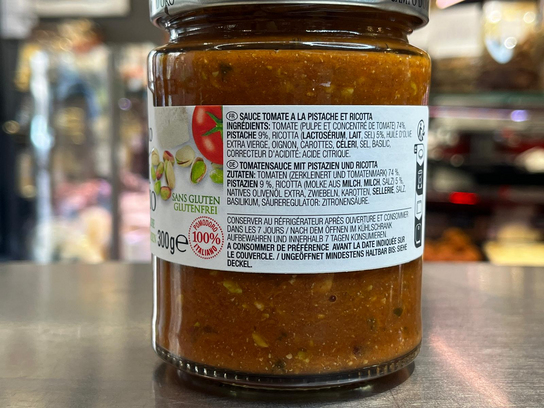 FR SAUCE TOMATE A LA PISTACHE ET RICOTTA
INGRÉDIENTS: TOMATE (PULPE ET CONCENTRÉ DE TOMATE) 74%,
PISTACHE 9%, RICOTTA (LACTOSÉRUM, LAIT, SEL) 5%, HUILE D'OLIVE
EXTRA VIERGE, OIGNON, CAROTTES, CÉLERI, SEL, BASILIC,
CORRECTEUR D'ACIDITÉ: ACIDE CITRIQUE.
DE TOMATENSAUCE MIT PISTAZIEN UND RICOTTA
ZUTATEN: TOMATEN (ZERKLEINERT UND TOMATENMARK) 74 %,
PISTAZIEN 9 %, RICOTTA (MOLKE AUS MILCH, MILCH, SALZ) 5 %,
NATIVES OLIVENÖL EXTRA, ZWIEBELN, KAROTTEN, SELLERIE, SALZ,
BASILIKUM, SÄUREREGULATOR: ZITRONENSÄURE.
CONSERVER AU RÉFRIGÉRATEUR APRÈS OUVERTURE ET CONSOMMER
DANS LES 7 JOURS / NACH DEM ÖFFNEN IM KÜHLSCHRANK
AUFBEWAHREN UND INNERHALB 7 TAGEN KONSUMIEREN.
A CONSOMMER DE PRÉFÉRENCE AVANT LA DATE INDIQUÉE SUR
LE COUVERCLE. / UNGEÖFFNET MINDESTENS HALTBAR BIS: SIEHE
DECKEL.
SANS GLUTEN
GLUTENFREI
300g e
POMODORO
100%
ITALIANO